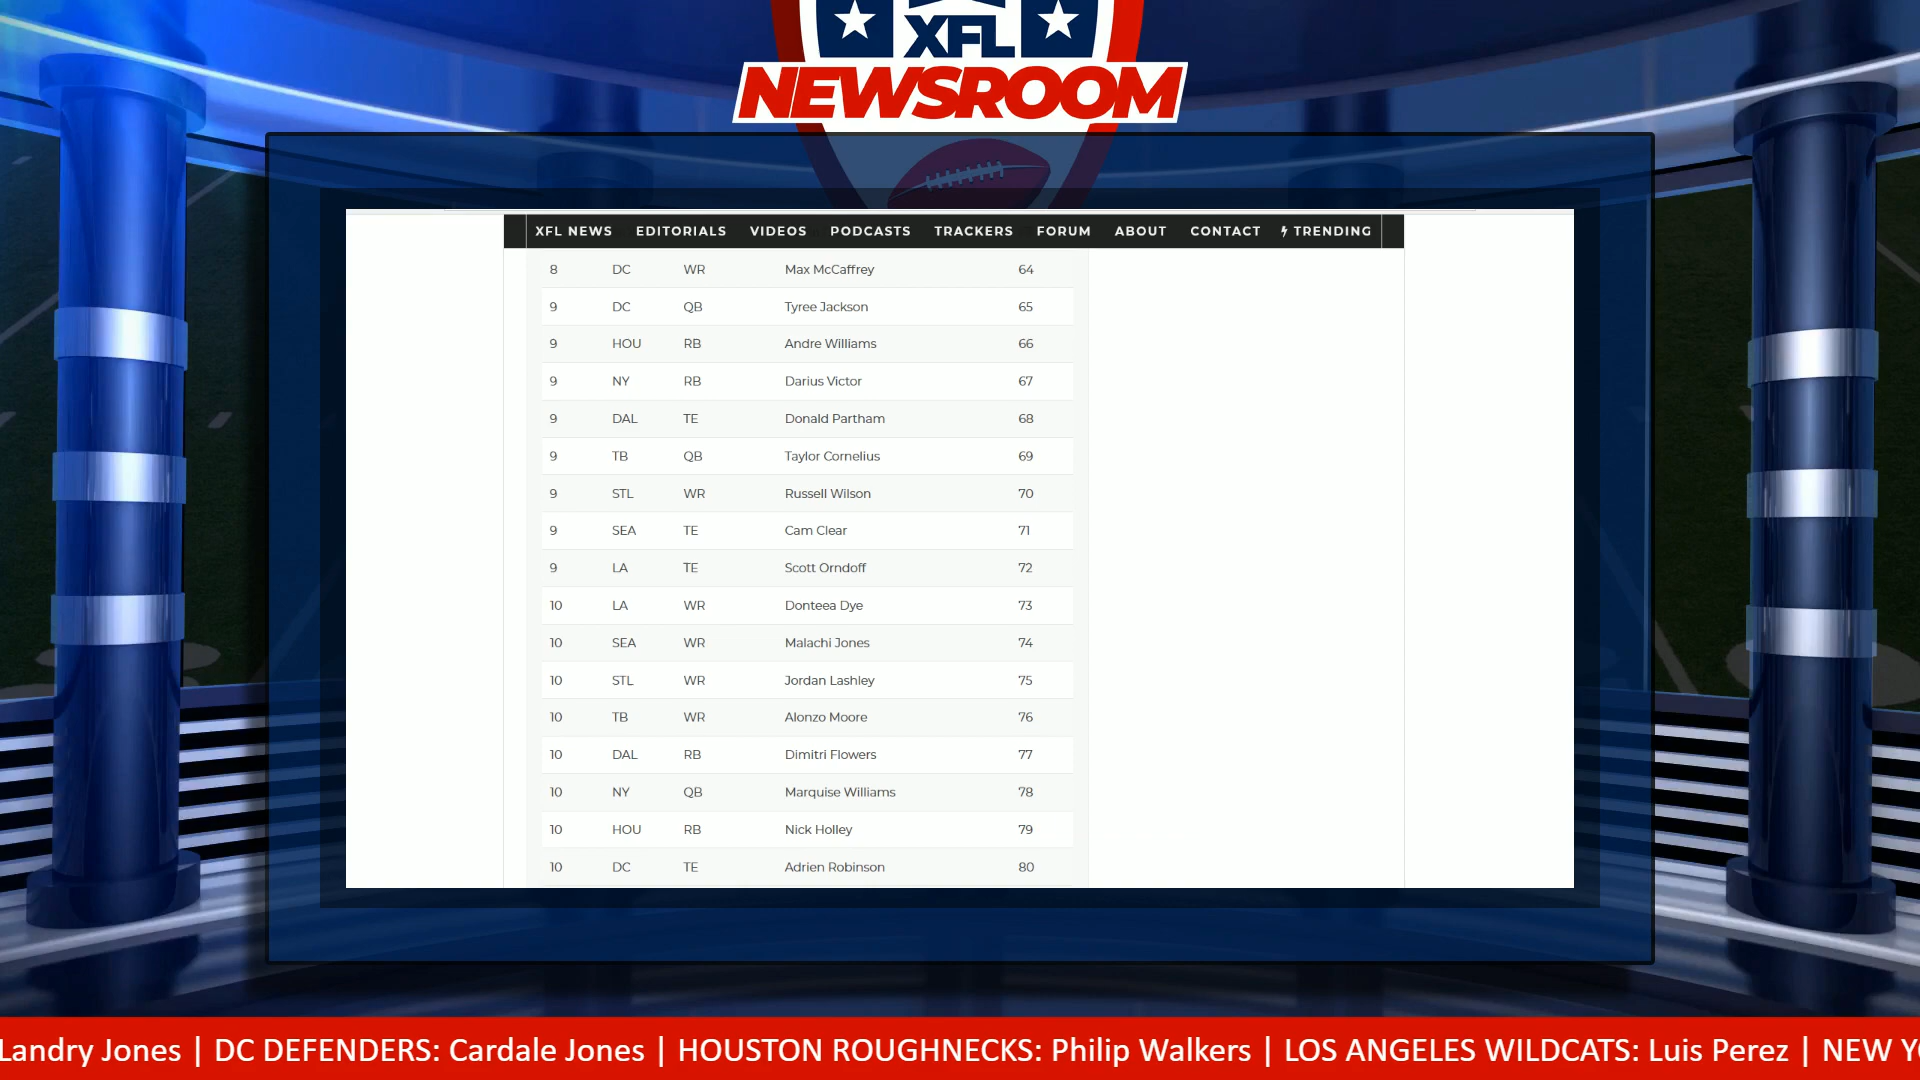 XFL
NEWSROOM
XFL NEWS EDITORIALS VIDEOS PODCASTS TRACKERS FORUM ABOUT CONTACT TRENDING
8 DC WR Max McCaffrey 64
9 DC QB Tyree Jackson 65
9 HOU RB Andre Williams 66
9 NY RB Darius Victor 67
9 DAL TE Donald Partham 68
9 TB QB Taylor Cornelius 69
9 STL WR Russell Wilson 70
9 SEA TE Cam Clear 71
9 LA TE Scott Orndoff 72
10 LA WR Donteea Dye 73
10 SEA WR Malachi Jones 74
10 STL WR Jordan Lashley 75
10 TB WR Alonzo Moore 76
10 DAL RB Dimitri Flowers 77
10 NY QB Marquise Williams 78
10 HOU RB Nick Holley 79
10 DC TE Adrien Robinson 80
Landry Jones | DC DEFENDERS: Cardale Jones | HOUSTON ROUGHNECKS: Philip Walkers | LOS ANGELES WILDCATS: Luis Perez | NEW